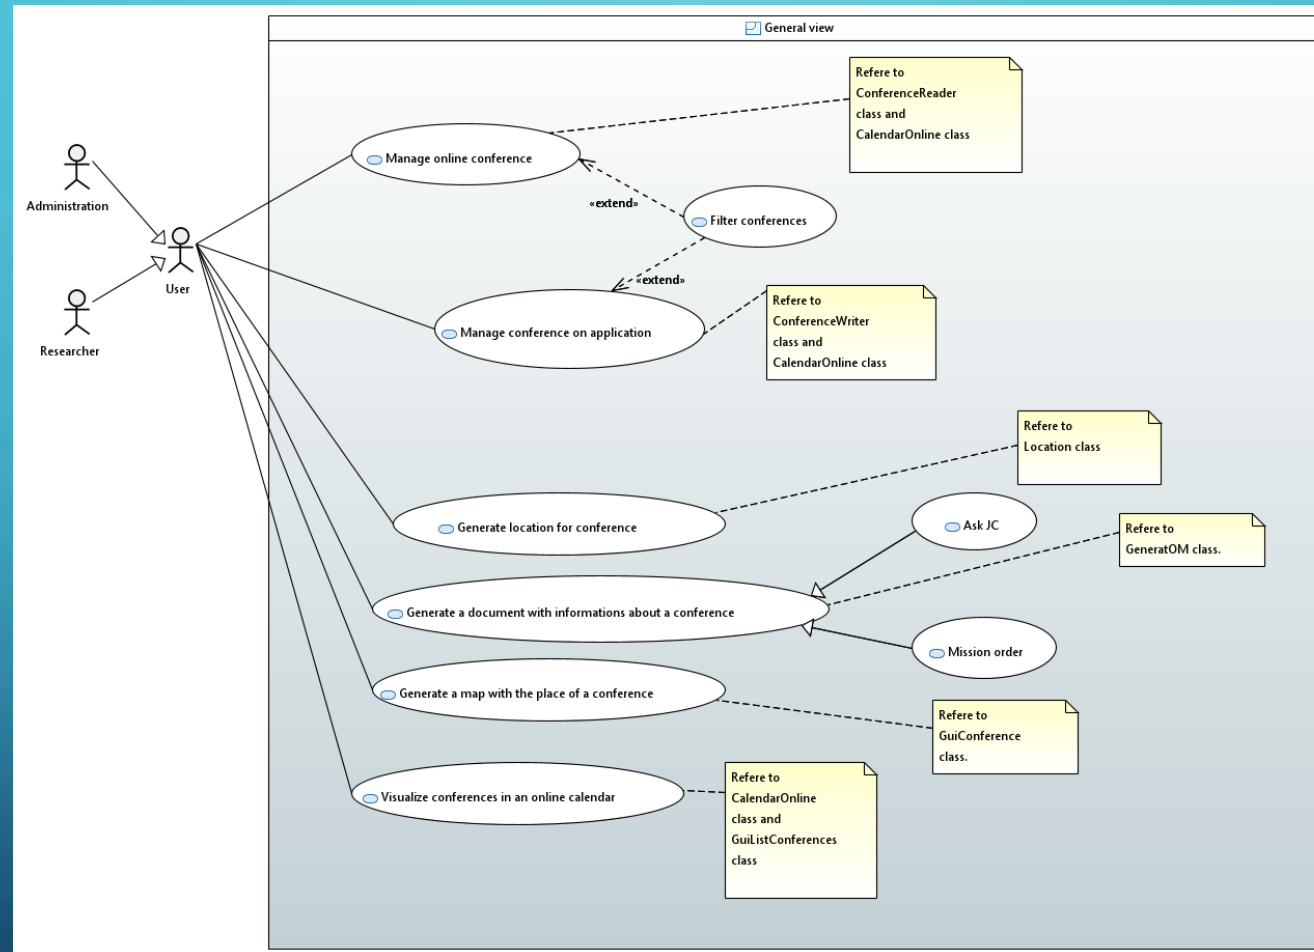 General view
Refere to
ConferenceReader
class and
CalendarOnline class
Manage online conference
Administration
«extend»
Filter conferences
User
«extend»
Refere to
ConferenceWriter
class and
CalendarOnline class
Manage conference on application
Researcher
Refere to
Location class
Generate location for conference
Ask JC
Refere to
GeneratOM class.
Generate a document with informations about a conference
Mission order
Generate a map with the place of a conference
Refere to
GuiConference
class.
Visualize conferences in an online calendar
Refere to
CalendarOnline
class and
GuiListConferences
class